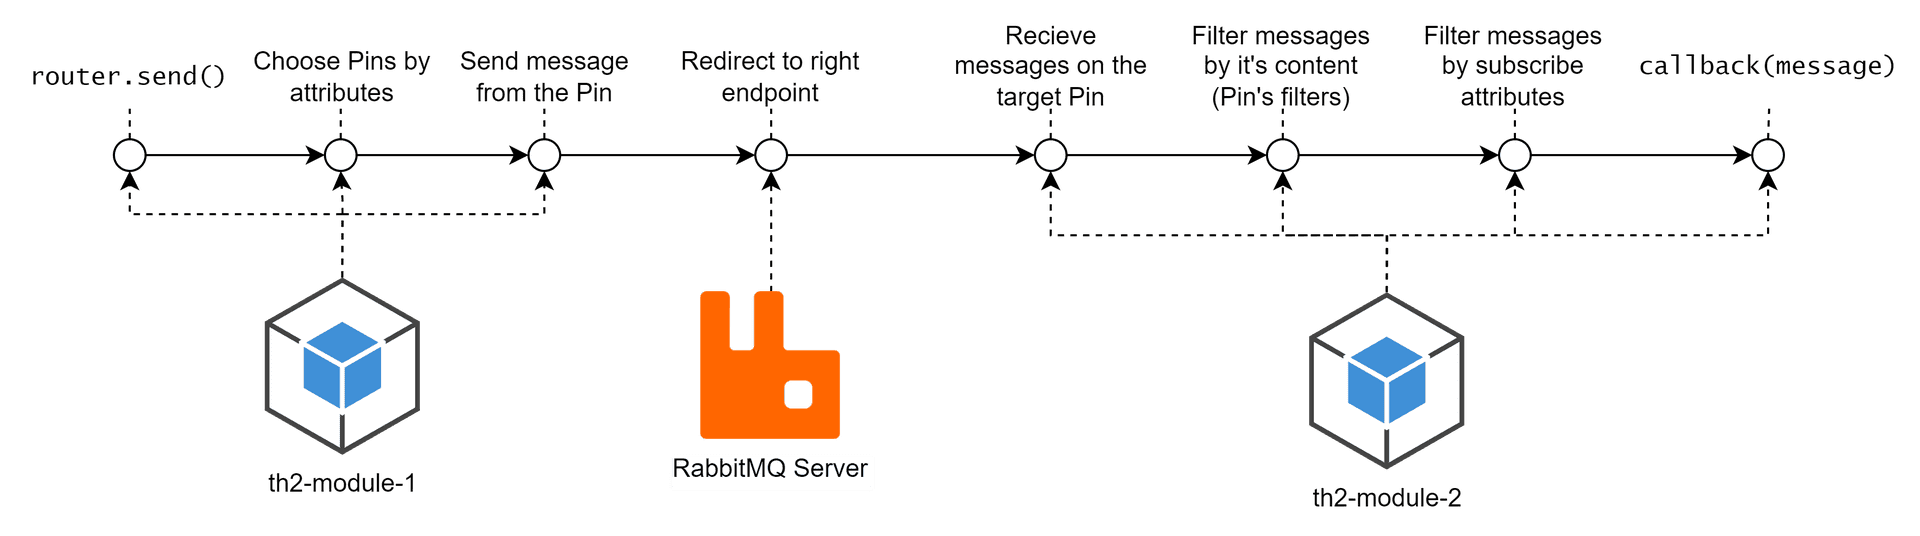 router.send()
Choose Pins by
attributes
Send message
from the Pin
Redirect to right
endpoint
Recieve
messages on the
target Pin
Filter messages
by it's content
(Pin's filters)
Filter messages
by subscribe
attributes
callback(message)
th2-module-1
RabbitMQ Server
th2-module-2